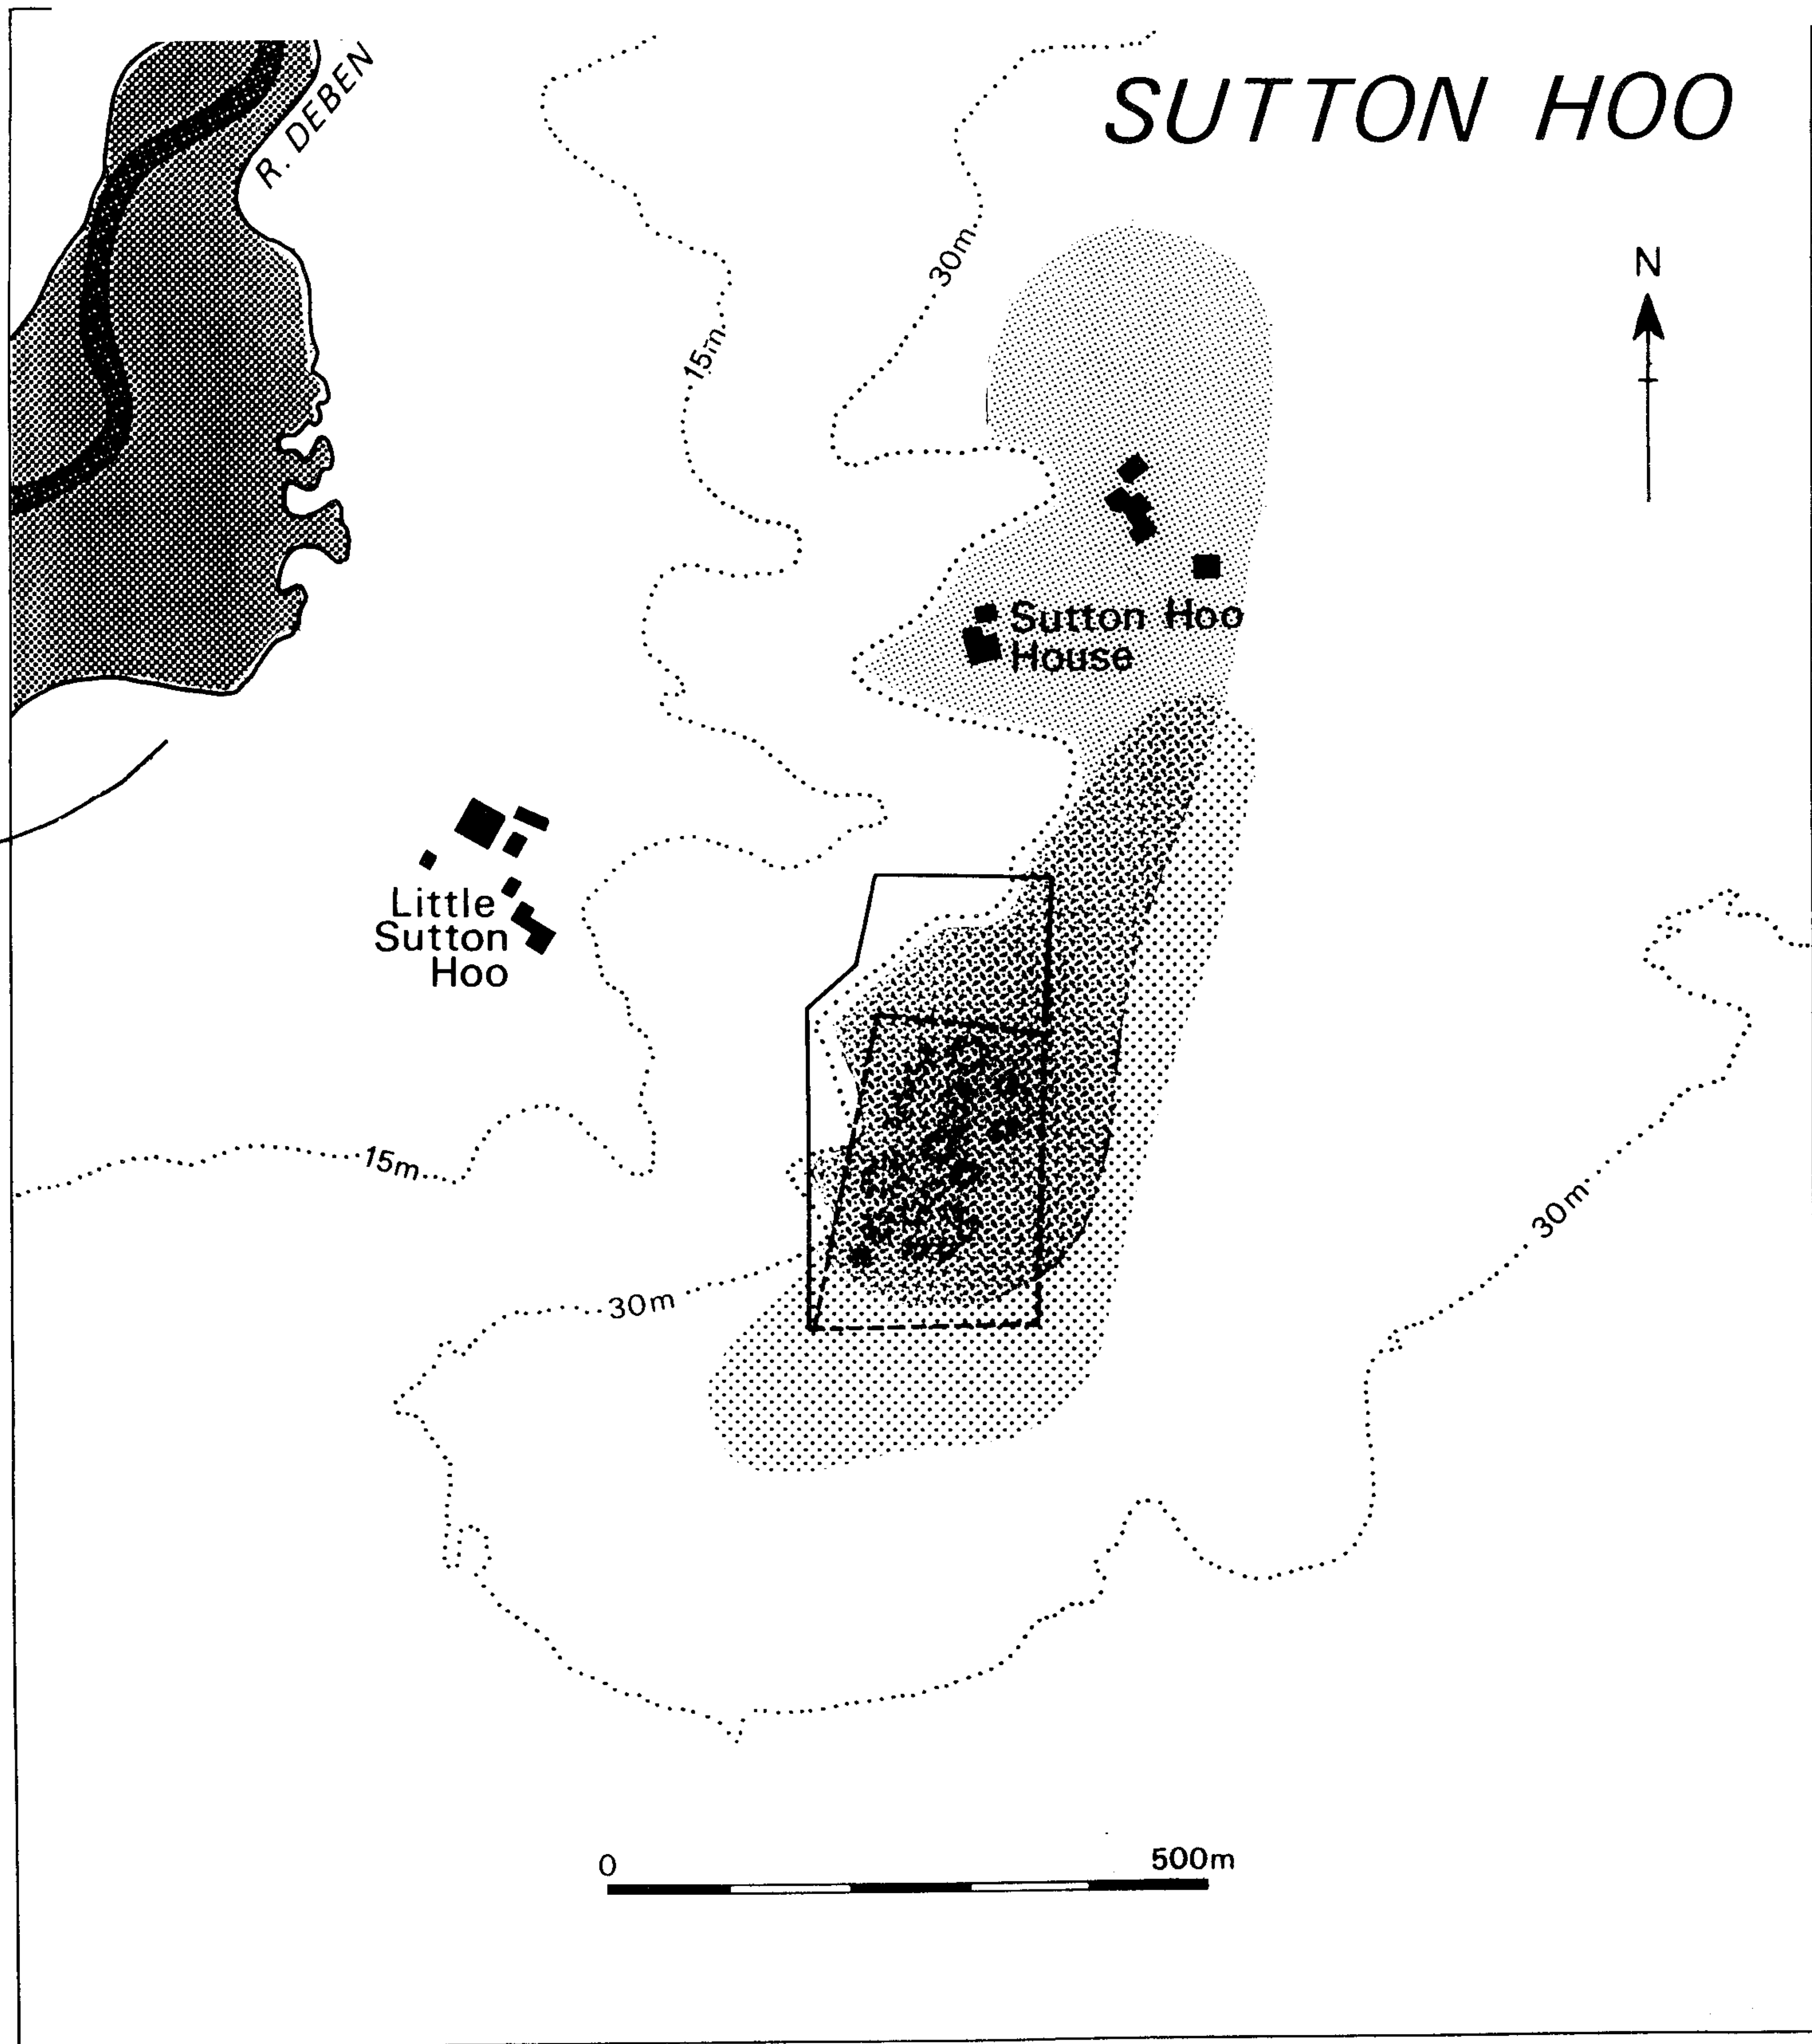 SUTTON HOO
R. DEBEN
N
30m
15m
Sutton Hoo
House
Little
Sutton
Hoo
15m
30m
30m
0 500m